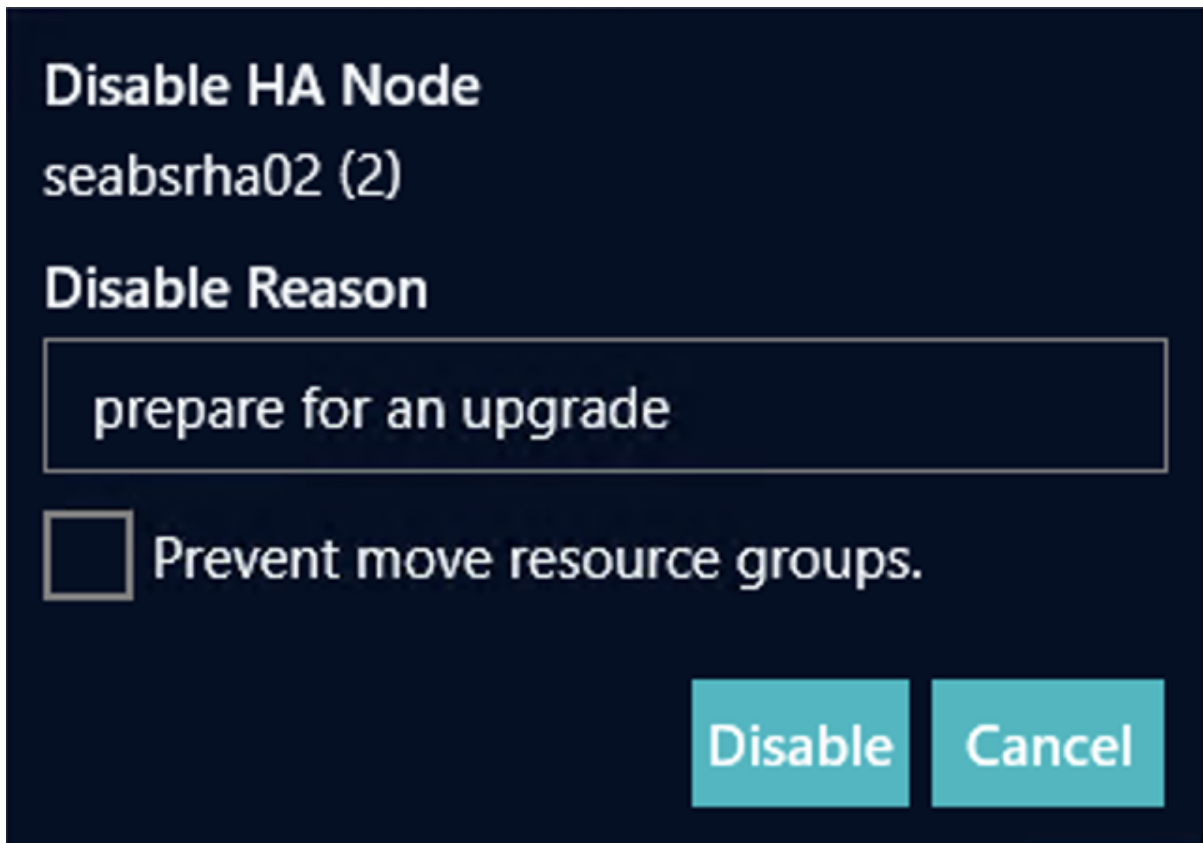 Disable HA Node
seabsrha02 (2)
Disable Reason
prepare for an upgrade
Prevent move resource groups.
Disable Cancel